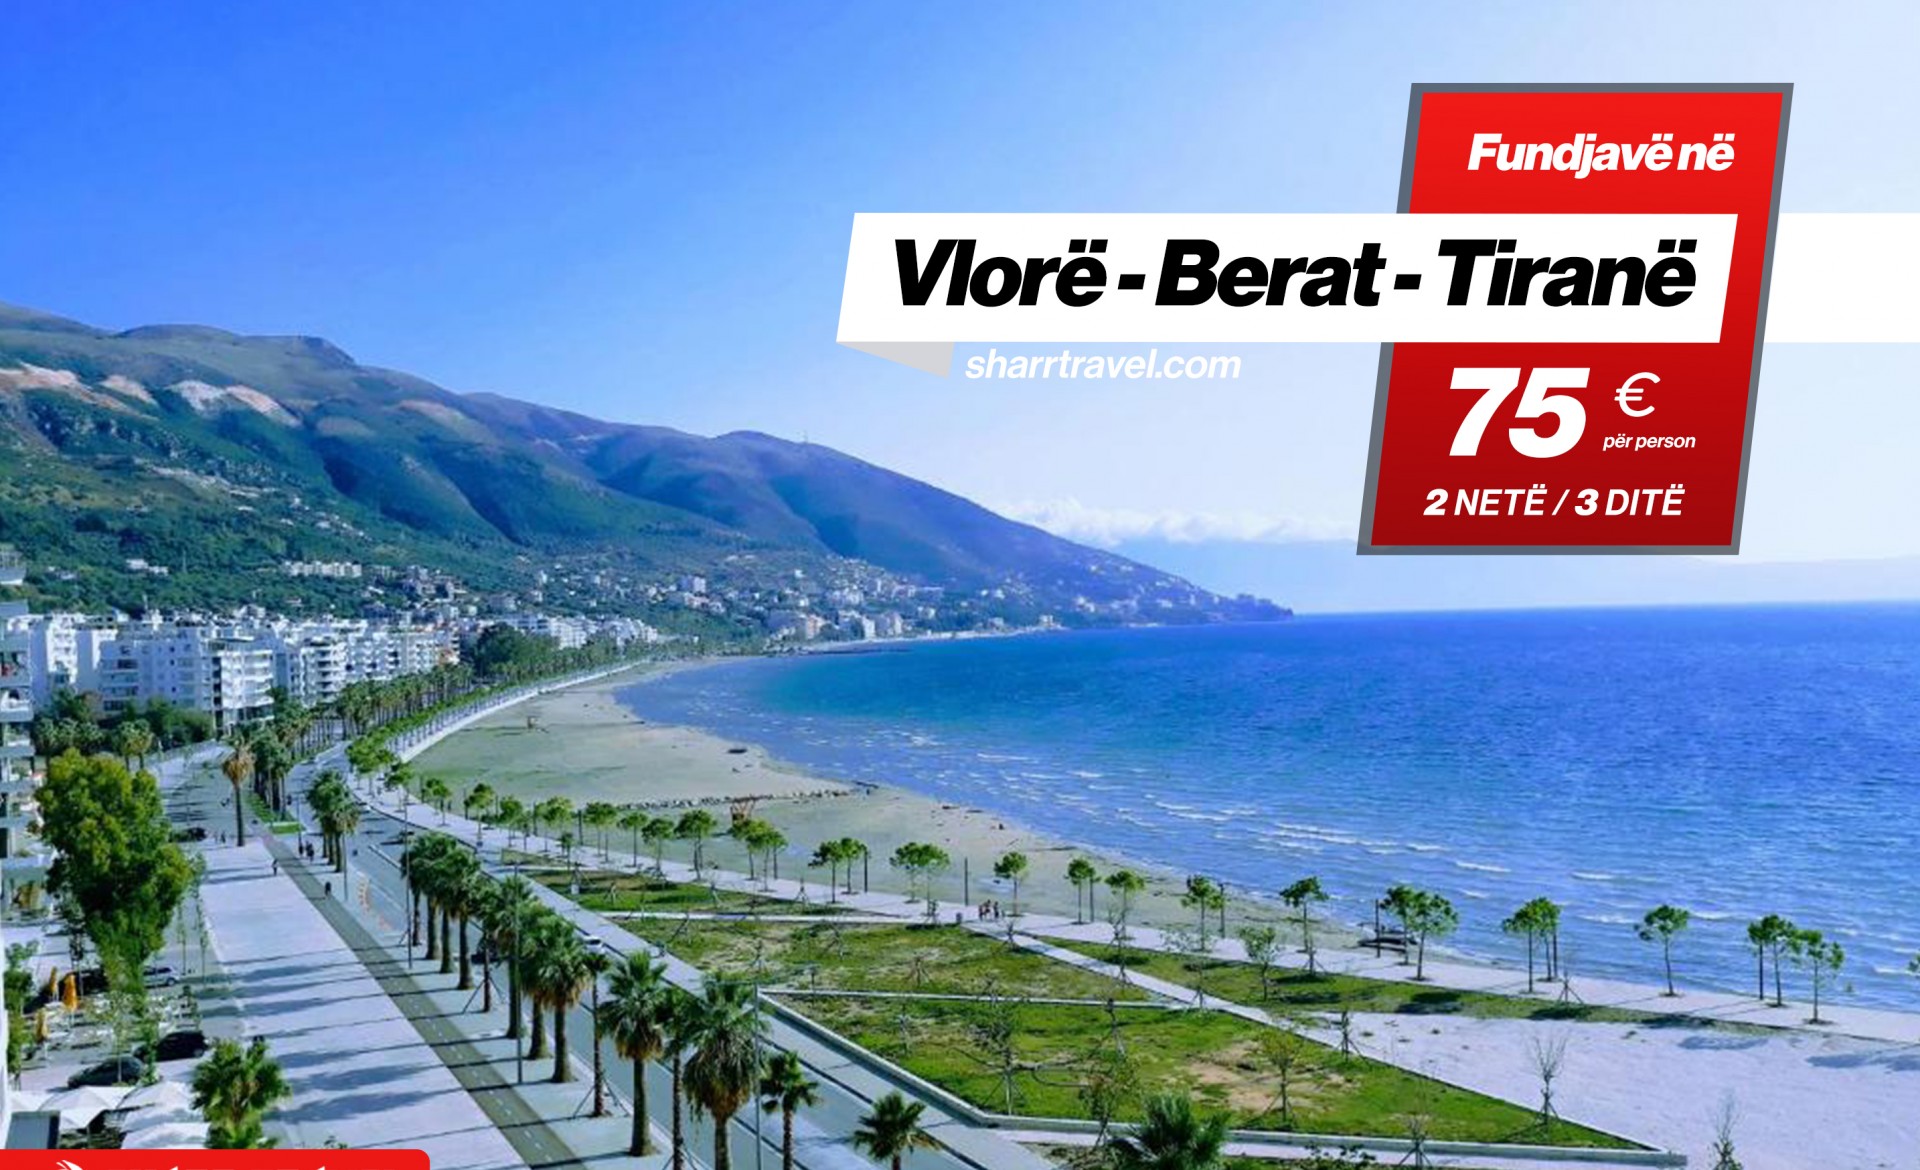 Fundjavë në
Vlorë - Berat - Tiranë
sharrtravel.com
75 €
për person
2 NETË / 3 DITË